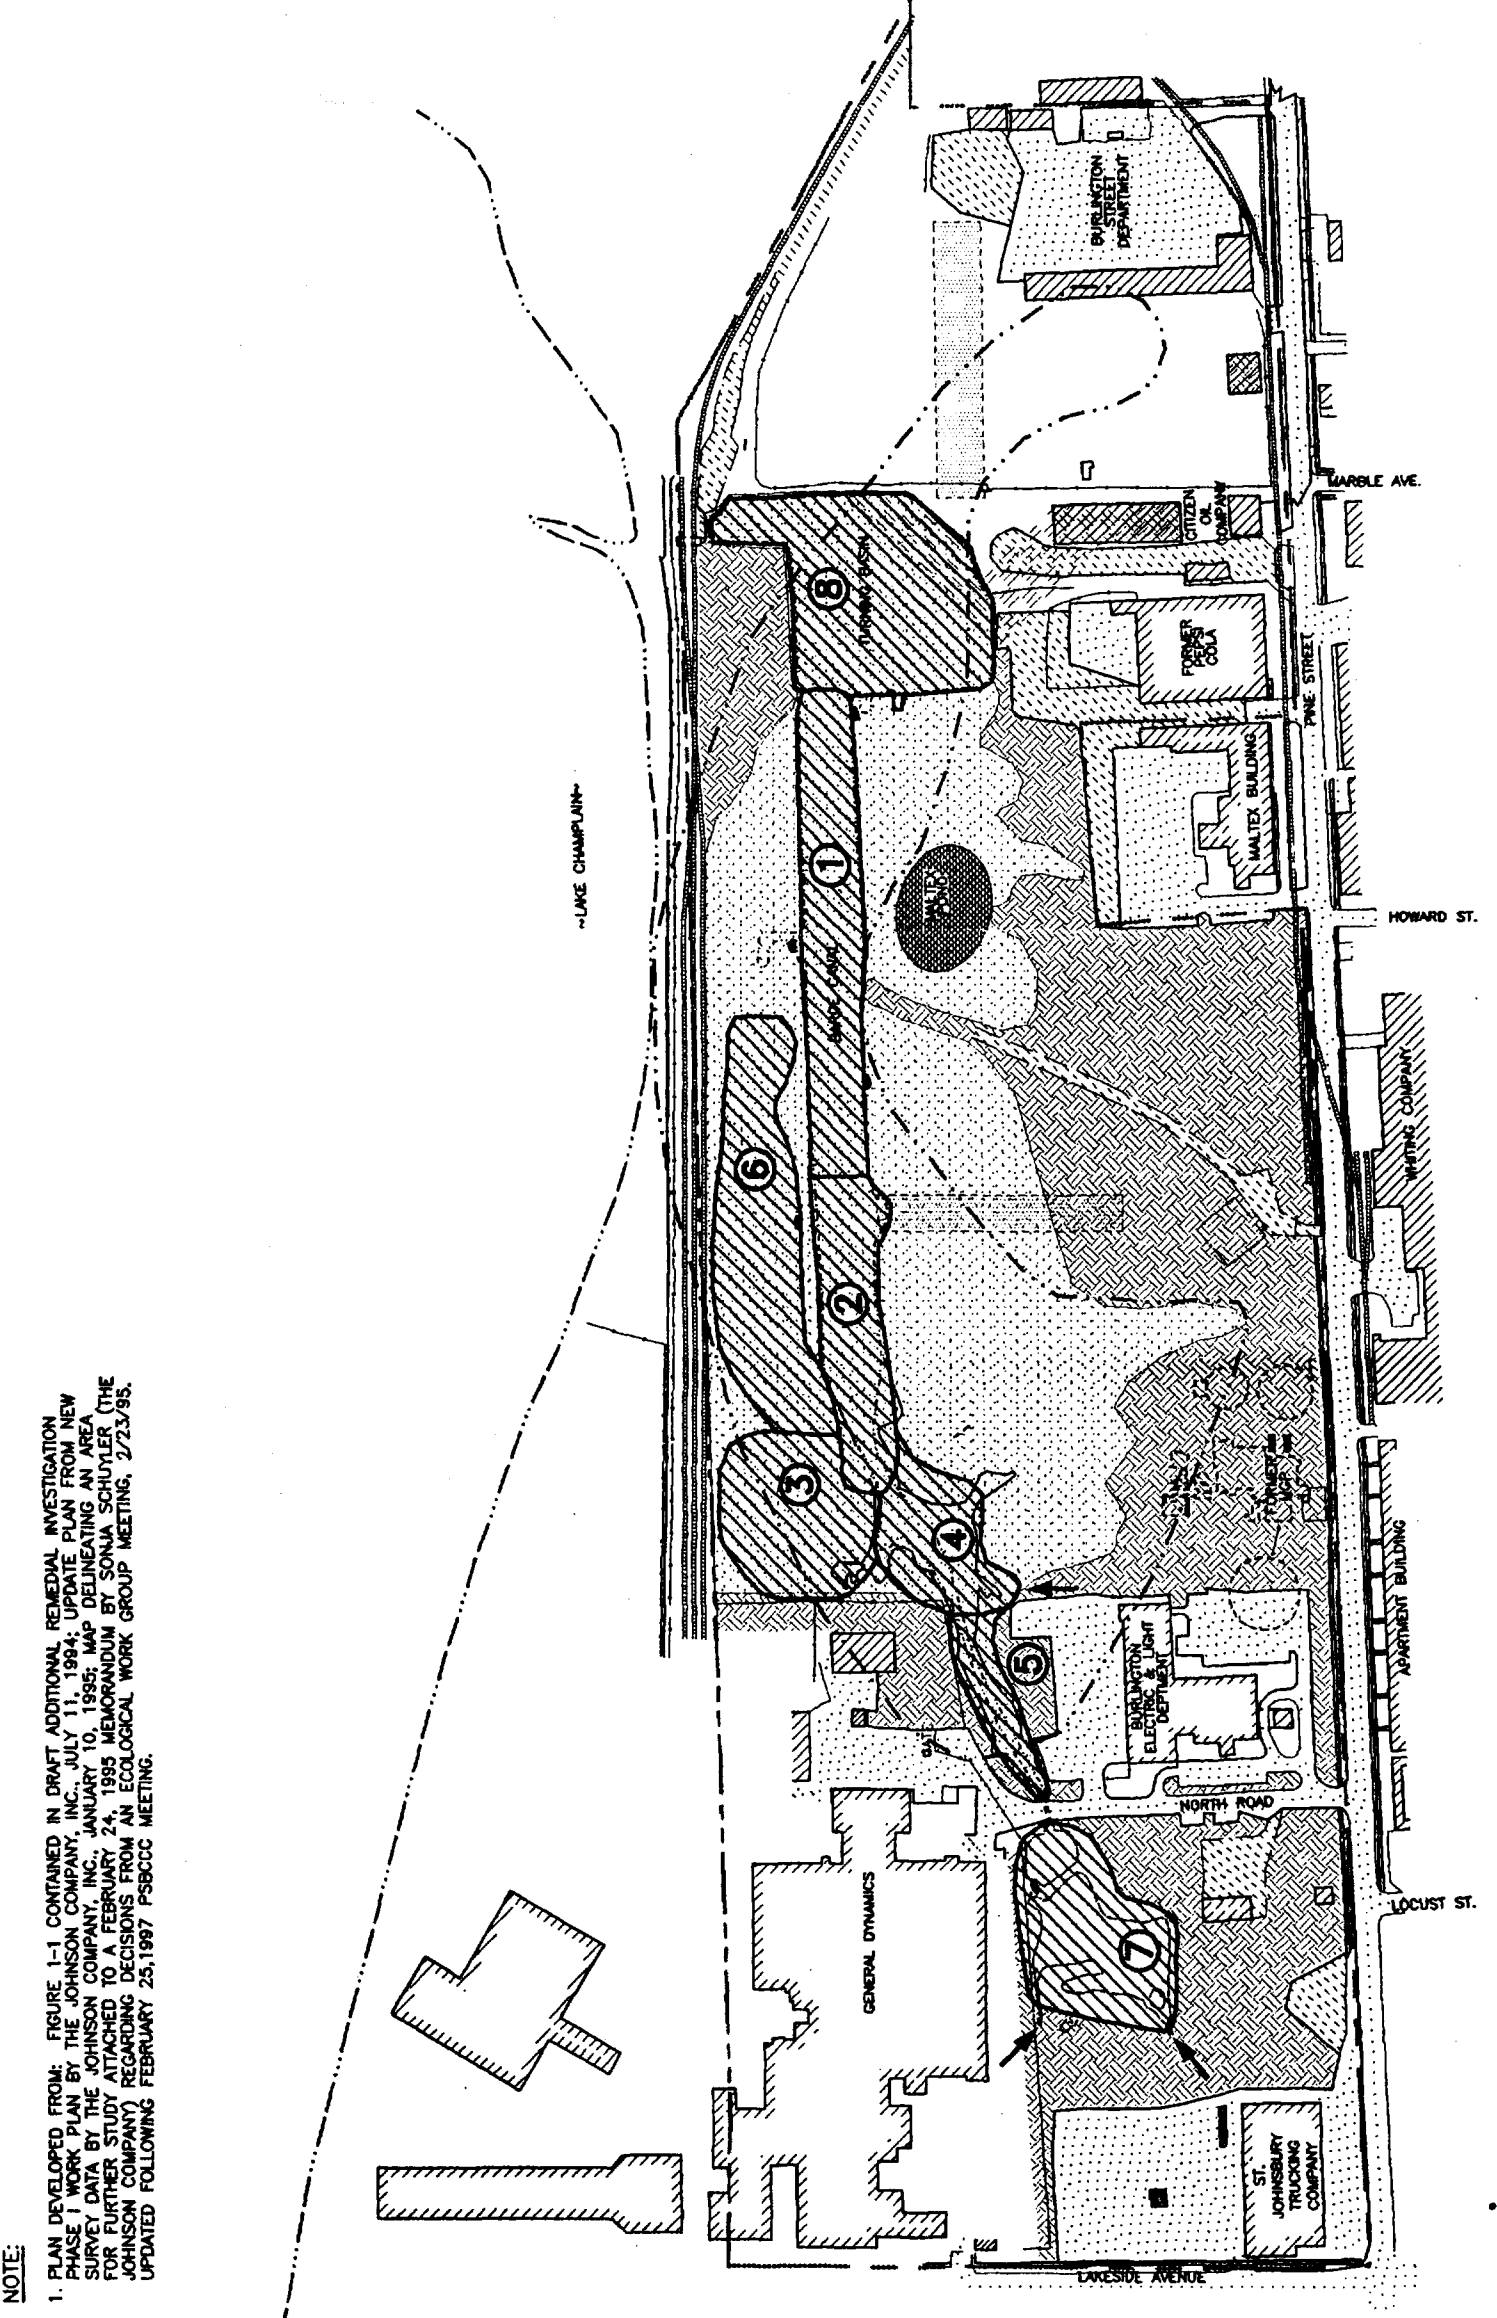 NOTE:
1. PLAN DEVELOPED FROM: FIGURE 1-1 CONTAINED IN DRAFT ADDITIONAL REMEDIAL INVESTIGATION
PHASE I WORK PLAN BY THE JOHNSON COMPANY, INC., JULY 11, 1994; UPDATE PLAN FROM NEW
SURVEY DATA BY THE JOHNSON COMPANY, INC., JANUARY 10, 1995; MAP DELINEATING AN AREA
FOR FURTHER STUDY ATTACHED TO A FEBRUARY 24, 1995 MEMORANDUM BY SONJA SCHUYLER (THE
JOHNSON COMPANY) REGARDING DECISIONS FROM AN ECOLOGICAL WORK GROUP MEETING, 2/23/95.
UPDATED FOLLOWING FEBRUARY 25,1997 PSBCCC MEETING.
~LAKE CHAMPLAIN~
BURLINGTON
STREET
DEPARTMENT
MARBLE AVE.
CITIZEN
OIL
COMPANY
8
TURNING BASIN
FORMER
PEPSI
COLA
PINE STREET
MALTEX BUILDING
1
MALTEX
POND
BARGE CANAL
HOWARD ST.
6
WHITING COMPANY
2
3
4
FORMER
MGP
APARTMENT BUILDING
5
BURLINGTON
ELECTRIC & LIGHT
DEPTMENT
NORTH ROAD
GENERAL DYNAMICS
7
LOCUST ST.
ST.
JOHNSBURY
TRUCKING
COMPANY
LAKESIDE AVENUE